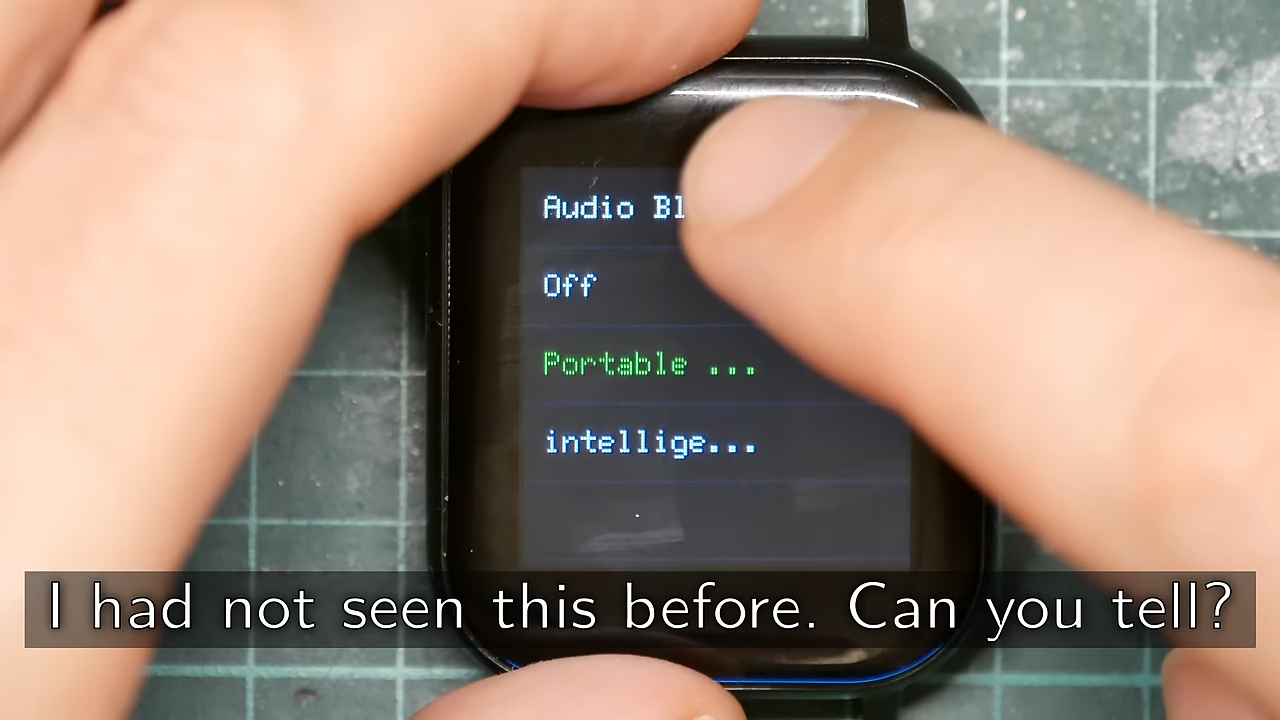 Audio Bl
Off
Portable ...
intellige...
I had not seen this before. Can you tell?